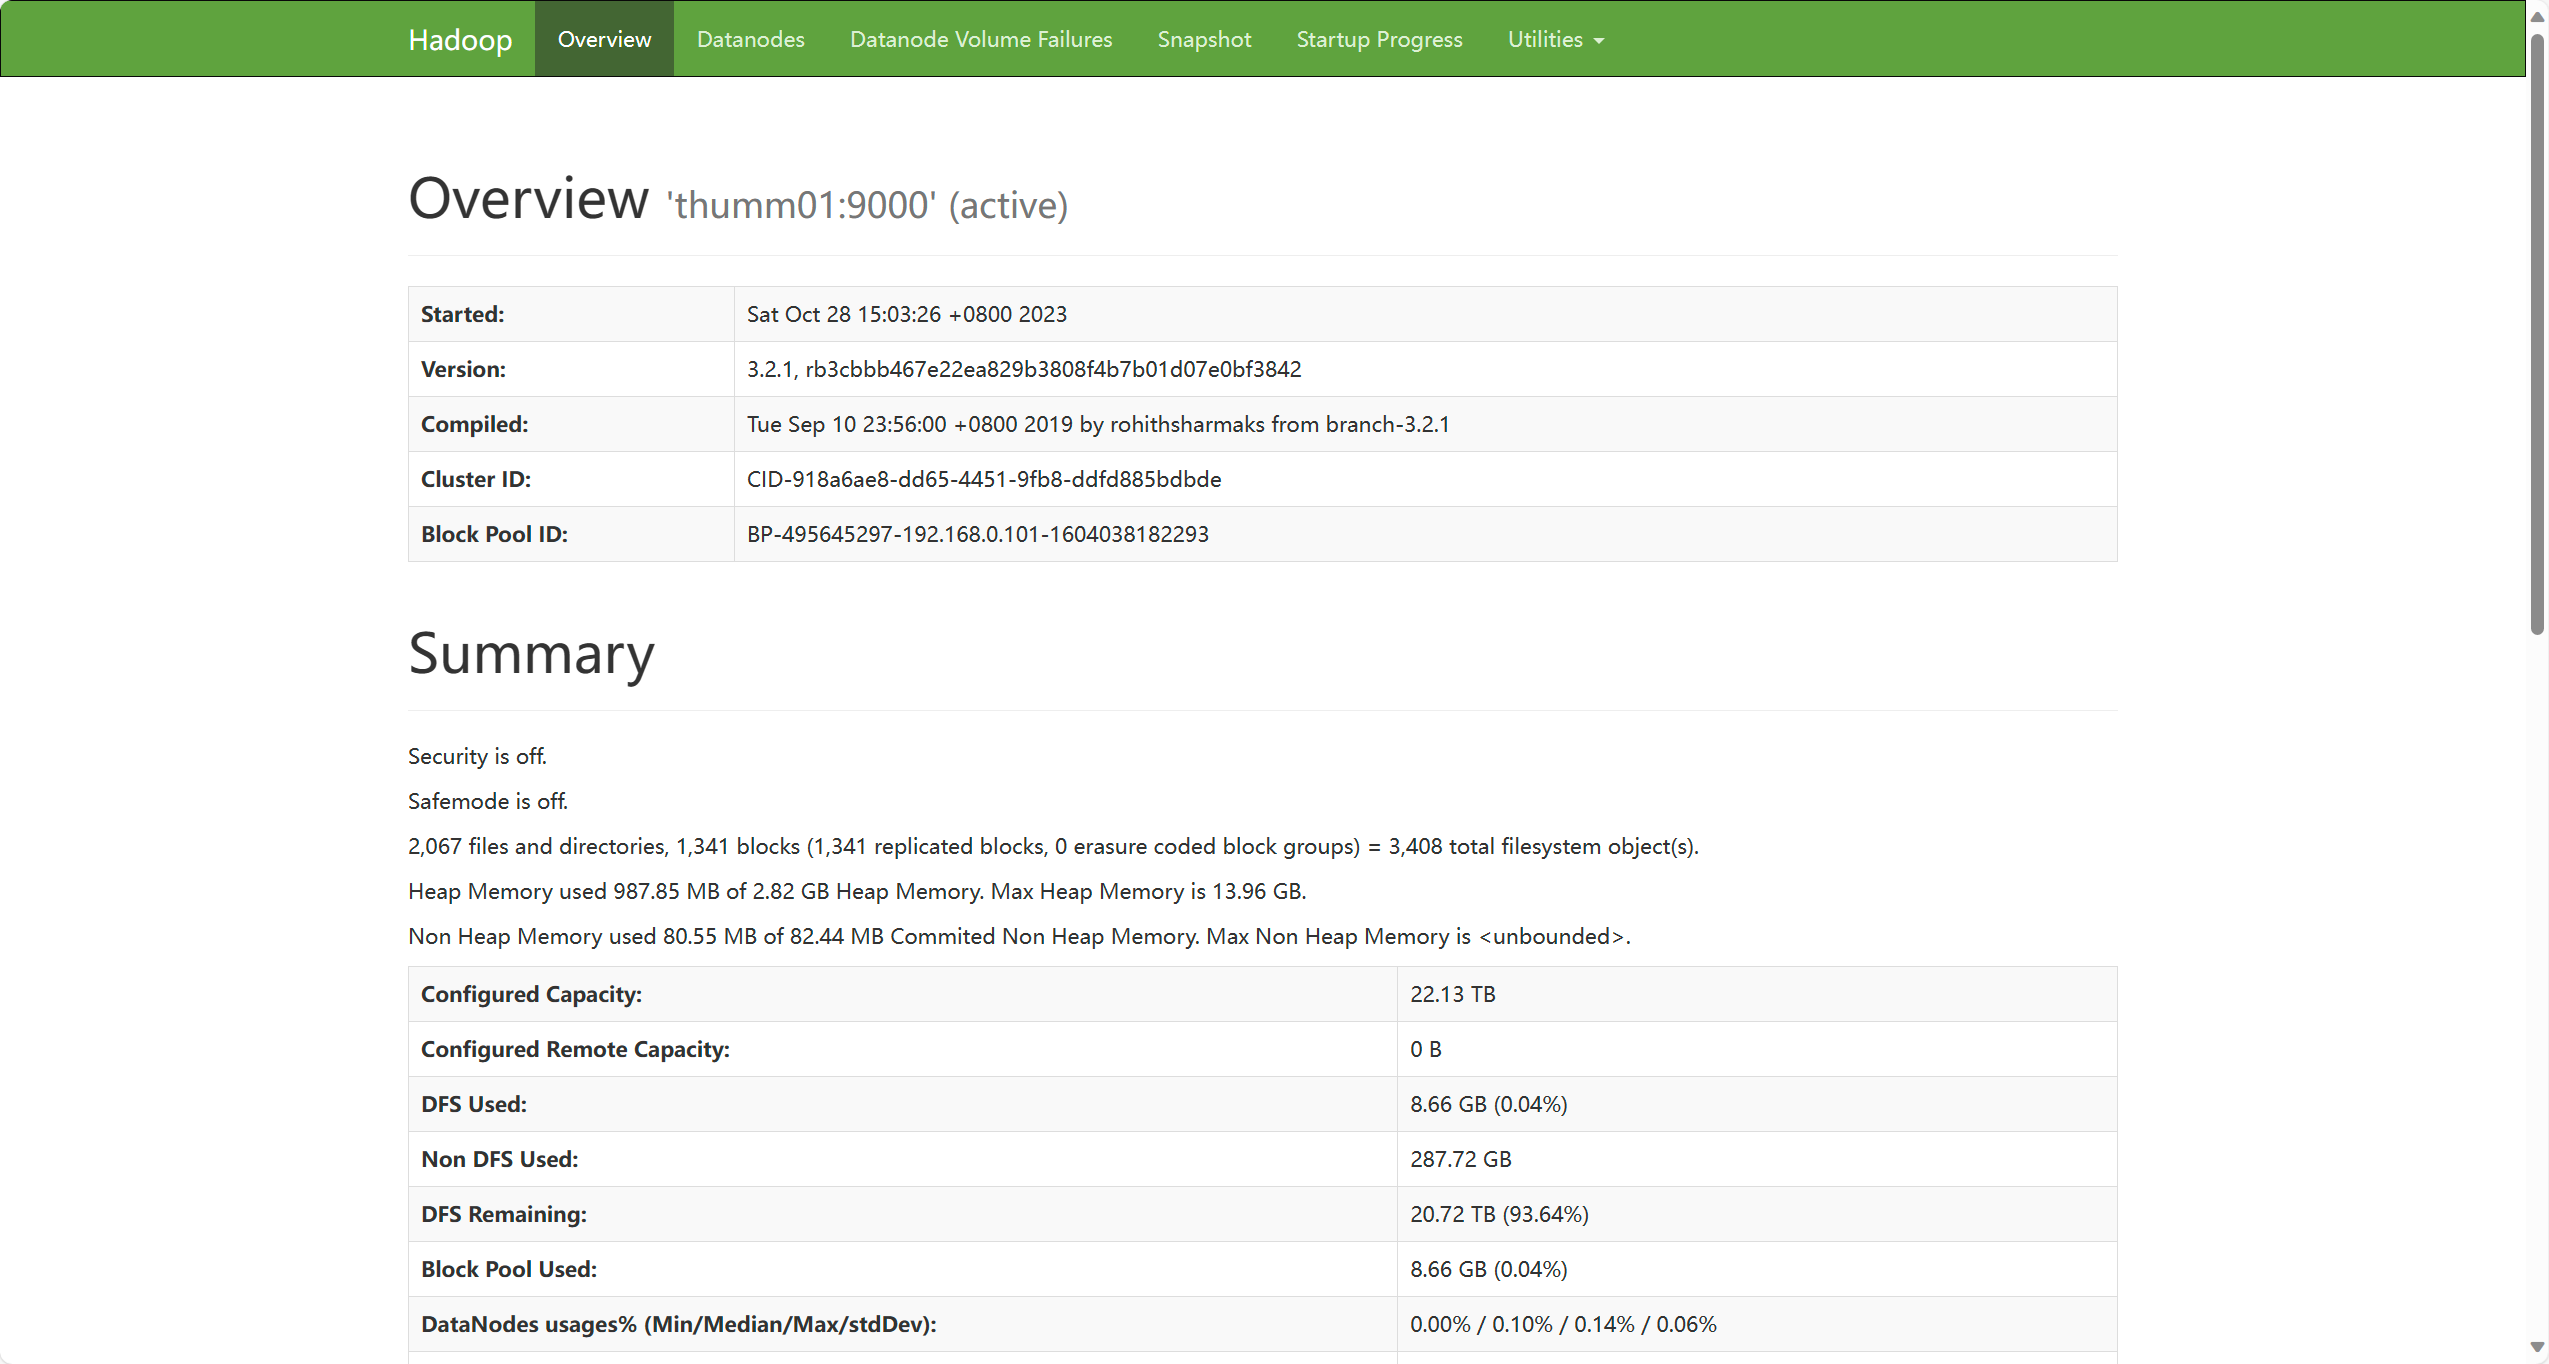 Hadoop Overview Datanodes Datanode Volume Failures Snapshot Startup Progress Utilities
Overview 'thumm01:9000' (active)
Started: Sat Oct 28 15:03:26 +0800 2023
Version: 3.2.1, rb3cbbb467e22ea829b3808f4b7b01d07e0bf3842
Compiled: Tue Sep 10 23:56:00 +0800 2019 by rohithsharmaks from branch-3.2.1
Cluster ID: CID-918a6ae8-dd65-4451-9fb8-ddfd885bdbde
Block Pool ID: BP-495645297-192.168.0.101-1604038182293
Summary
Security is off.
Safemode is off.
2,067 files and directories, 1,341 blocks (1,341 replicated blocks, 0 erasure coded block groups) = 3,408 total filesystem object(s).
Heap Memory used 987.85 MB of 2.82 GB Heap Memory. Max Heap Memory is 13.96 GB.
Non Heap Memory used 80.55 MB of 82.44 MB Commited Non Heap Memory. Max Non Heap Memory is <unbounded>.
Configured Capacity: 22.13 TB
Configured Remote Capacity: 0 B
DFS Used: 8.66 GB (0.04%)
Non DFS Used: 287.72 GB
DFS Remaining: 20.72 TB (93.64%)
Block Pool Used: 8.66 GB (0.04%)
DataNodes usages% (Min/Median/Max/stdDev): 0.00% / 0.10% / 0.14% / 0.06%